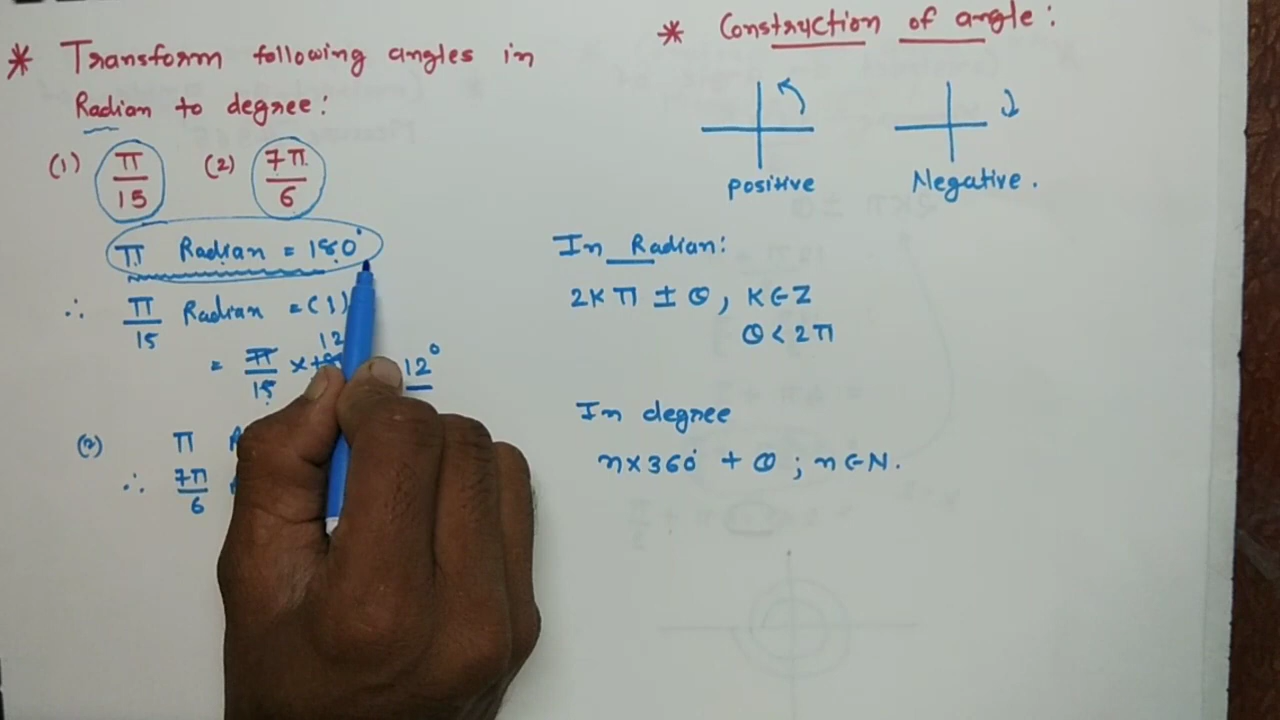 * Transform following angles in
Radian to degree:
(1) π/15 (2) 7π/6
π Radian = 180°
∴ π/15 Radian = (
= π/15 × 12°
(2) π
∴ 7π/6
* Construction of angle:
positive Negative.
In Radian:
2kπ ± θ, k∈Z
θ < 2π
In degree
n×360° + θ ; n∈N.